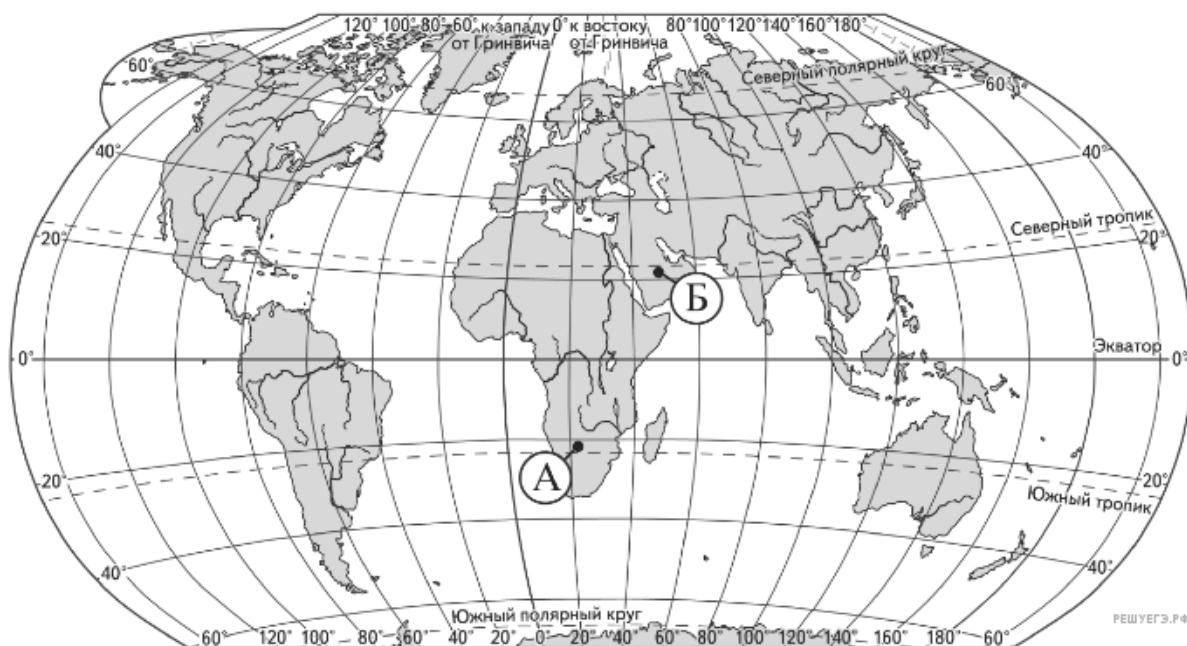 120° 100° 80° 60° к западу 0° к востоку 80° 100° 120° 140° 160° 180°
от Гринвича от Гринвича
60° Северный полярный круг 60°
40° 40°
Северный тропик
20° 20°
Б
0° Экватор 0°
А
20° 20°
Южный тропик
40° 40°
Южный полярный круг
РЕШУЕГЭ.РФ
60° 120° 100° 80° 60° 40° 20° 0° 20° 40° 60° 80° 100° 120° 140° 160° 180° 60°